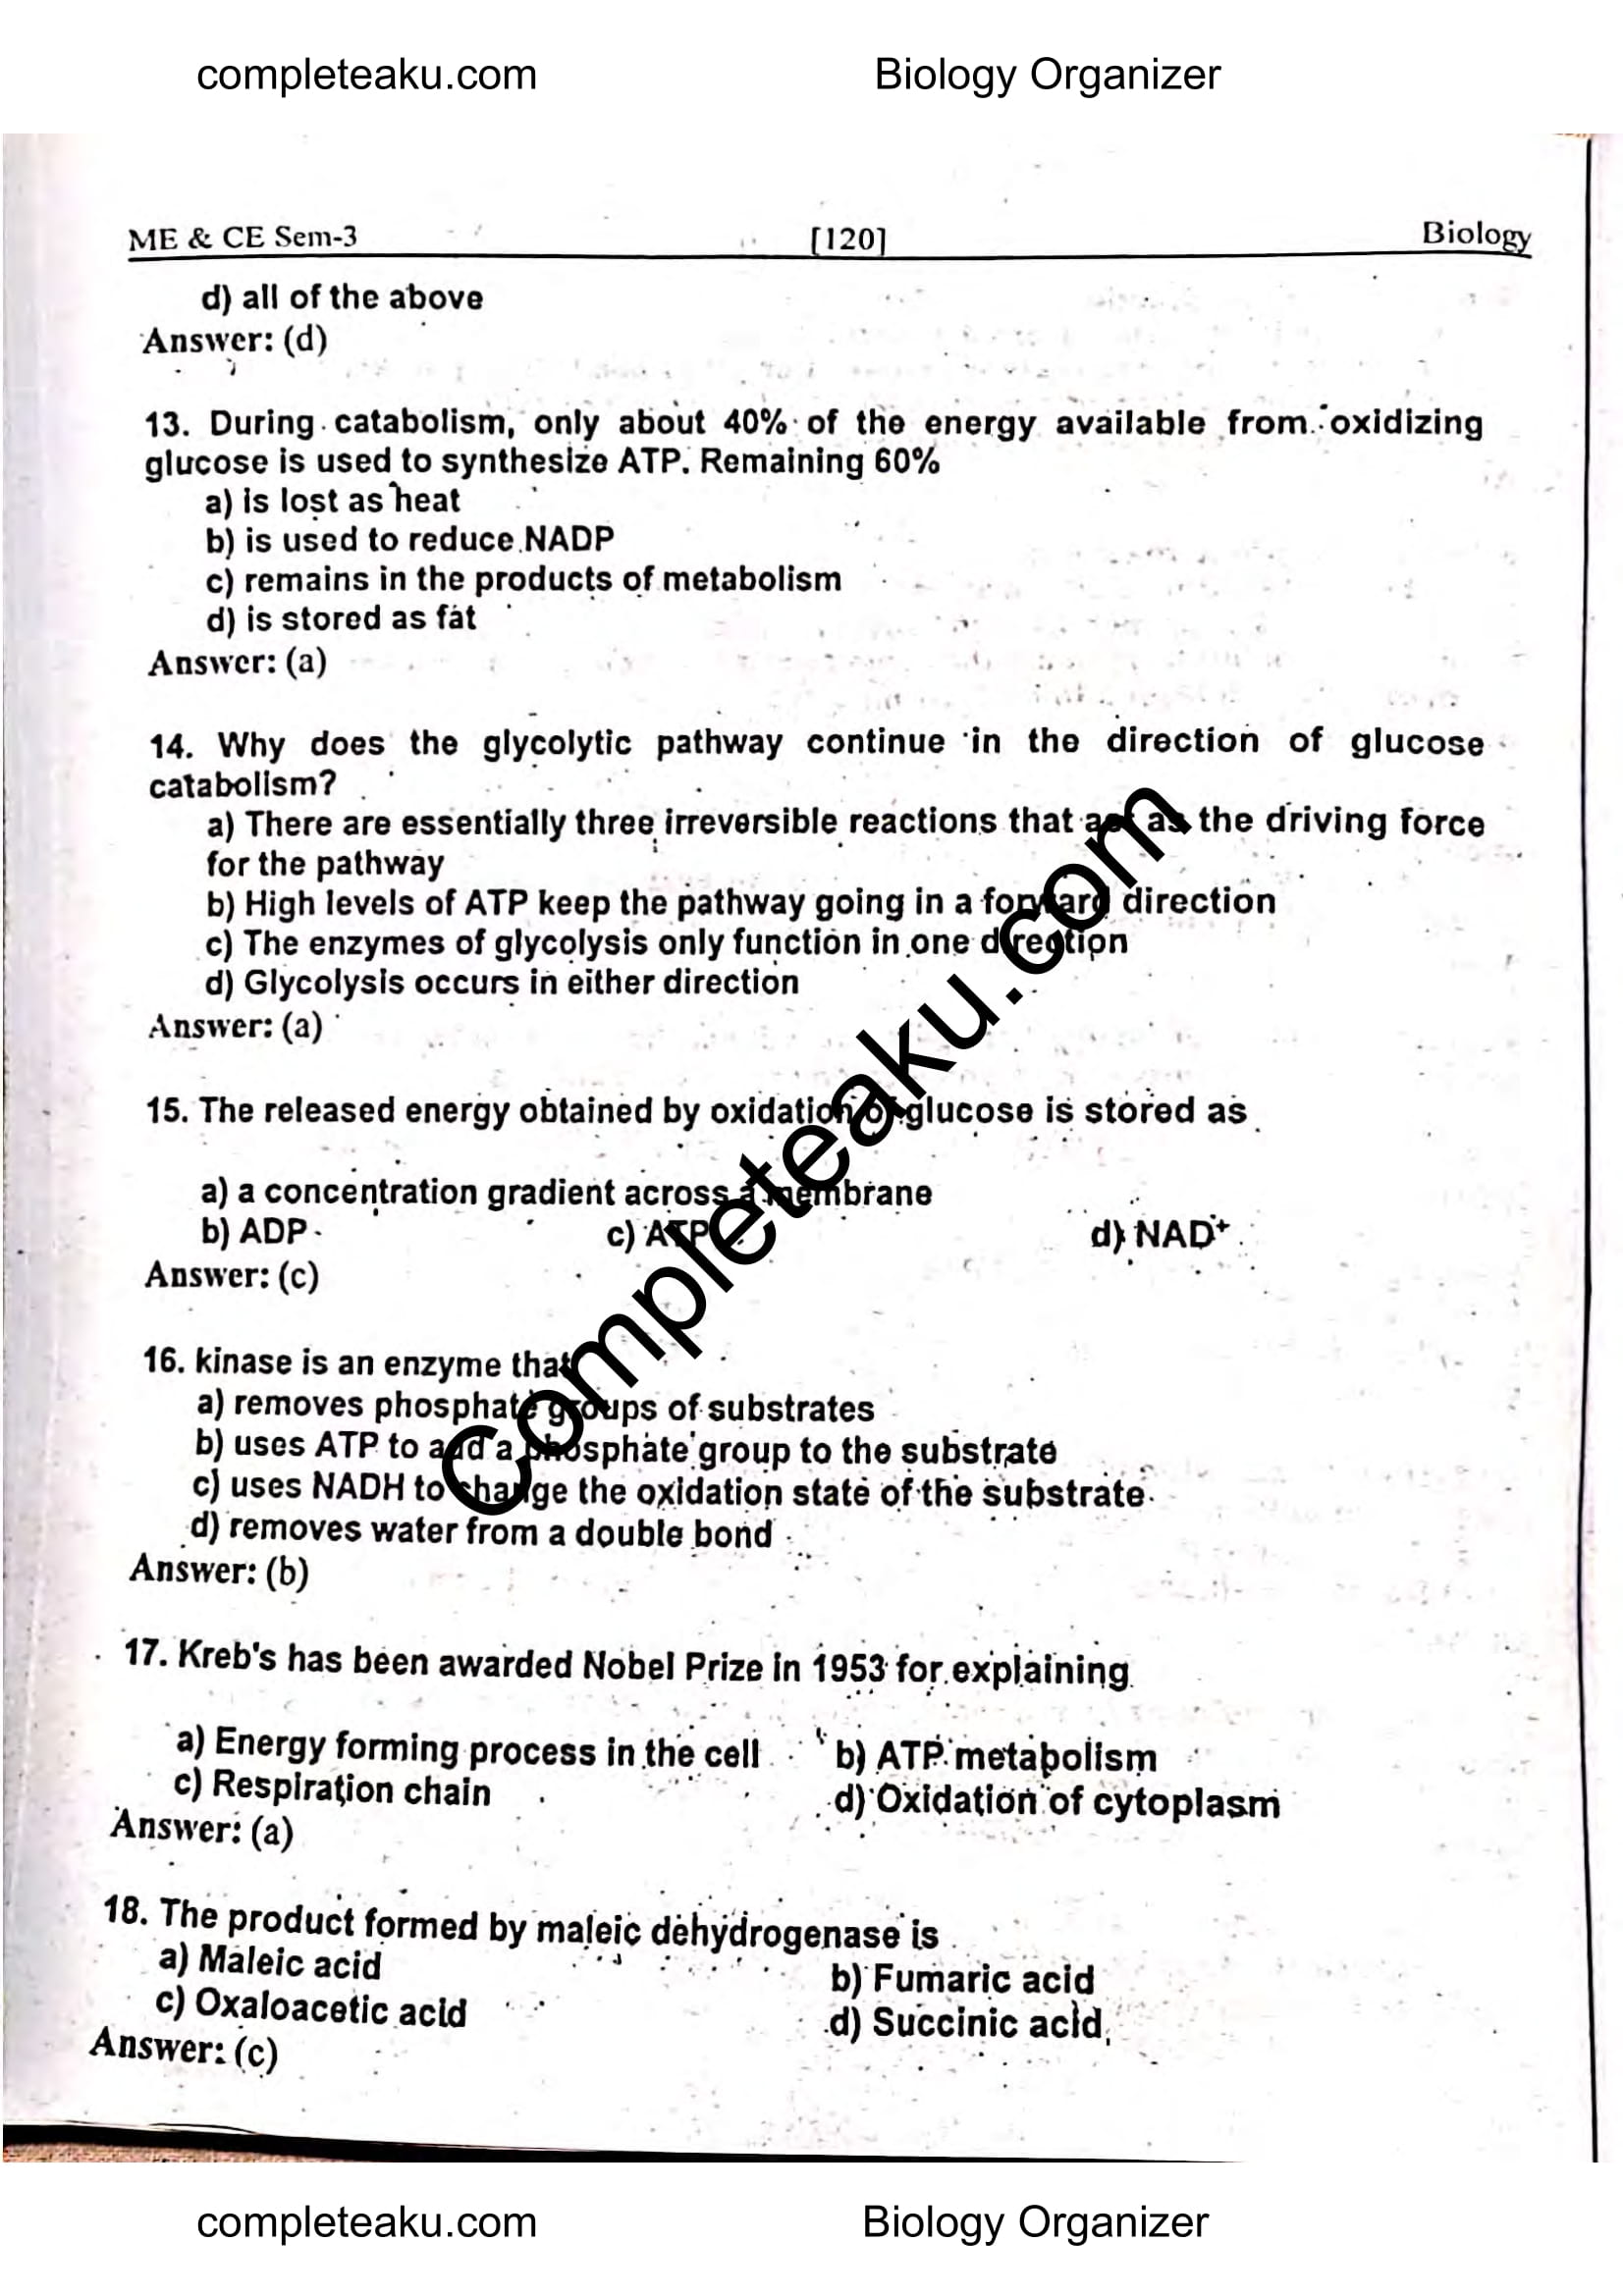 completeaku.com Biology Organizer
ME & CE Sem-3 [120] Biology
d) all of the above
Answer: (d)
13. During catabolism, only about 40% of the energy available from oxidizing
glucose is used to synthesize ATP. Remaining 60%
a) is lost as heat
b) is used to reduce NADP
c) remains in the products of metabolism
d) is stored as fat
Answer: (a)
14. Why does the glycolytic pathway continue in the direction of glucose
catabolism?
a) There are essentially three irreversible reactions that act as the driving force
for the pathway
b) High levels of ATP keep the pathway going in a forward direction
c) The enzymes of glycolysis only function in one direction
d) Glycolysis occurs in either direction
Answer: (a)
15. The released energy obtained by oxidation of glucose is stored as
a) a concentration gradient across a membrane
b) ADP c) ATP d) NAD+
Answer: (c)
16. kinase is an enzyme that
a) removes phosphate groups of substrates
b) uses ATP to add a phosphate group to the substrate
c) uses NADH to change the oxidation state of the substrate
d) removes water from a double bond
Answer: (b)
17. Kreb's has been awarded Nobel Prize in 1953 for explaining
a) Energy forming process in the cell b) ATP metabolism
c) Respiration chain d) Oxidation of cytoplasm
Answer: (a)
18. The product formed by maleic dehydrogenase is
a) Maleic acid b) Fumaric acid
c) Oxaloacetic acid d) Succinic acid
Answer: (c)
Completeaku.com
completeaku.com Biology Organizer